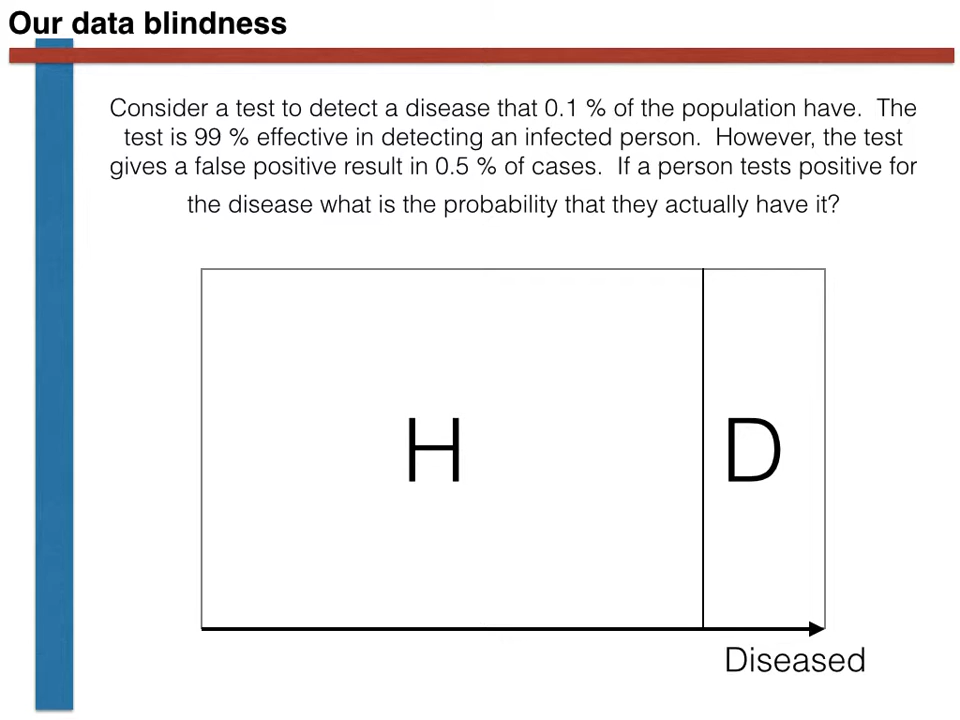 Our data blindness
Consider a test to detect a disease that 0.1 % of the population have. The
test is 99 % effective in detecting an infected person. However, the test
gives a false positive result in 0.5 % of cases. If a person tests positive for
the disease what is the probability that they actually have it?
H D
Diseased